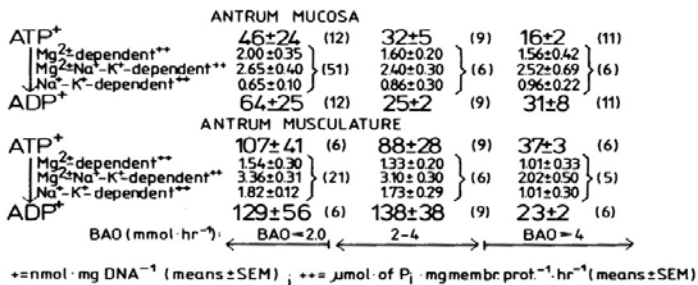 ANTRUM MUCOSA
ATP+ 46±24 (12) 32±5 (9) 16±2 (11)
Mg2±dependent++ 2.00±0.35 1.60±0.20 1.56±0.42
Mg2±Na+-K+-dependent++ 2.65±0.40 (51) 2.40±0.30 (6) 2.52±0.69 (6)
Na+-K+-dependent++ 0.65±0.10 0.86±0.30 0.96±0.22
ADP+ 64±25 (12) 25±2 (9) 31±8 (11)
ANTRUM MUSCULATURE
ATP+ 107±41 (6) 88±28 (9) 37±3 (6)
Mg2±dependent++ 1.54±0.30 1.33±0.20 1.01±0.33
Mg2±Na+-K+-dependent++ 3.36±0.31 (21) 3.10±0.30 (6) 2.02±0.50 (5)
Na+-K+-dependent++ 1.82±0.12 1.73±0.29 1.01±0.30
ADP+ 129±56 (6) 138±38 (9) 23±2 (6)
BAO (mmol·hr-1): BAO=2.0 2-4 BAO=4
+=nmol·mg DNA-1 (means±SEM) ; ++= μmol of Pi·mg membr. prot.-1·hr-1 (means±SEM)